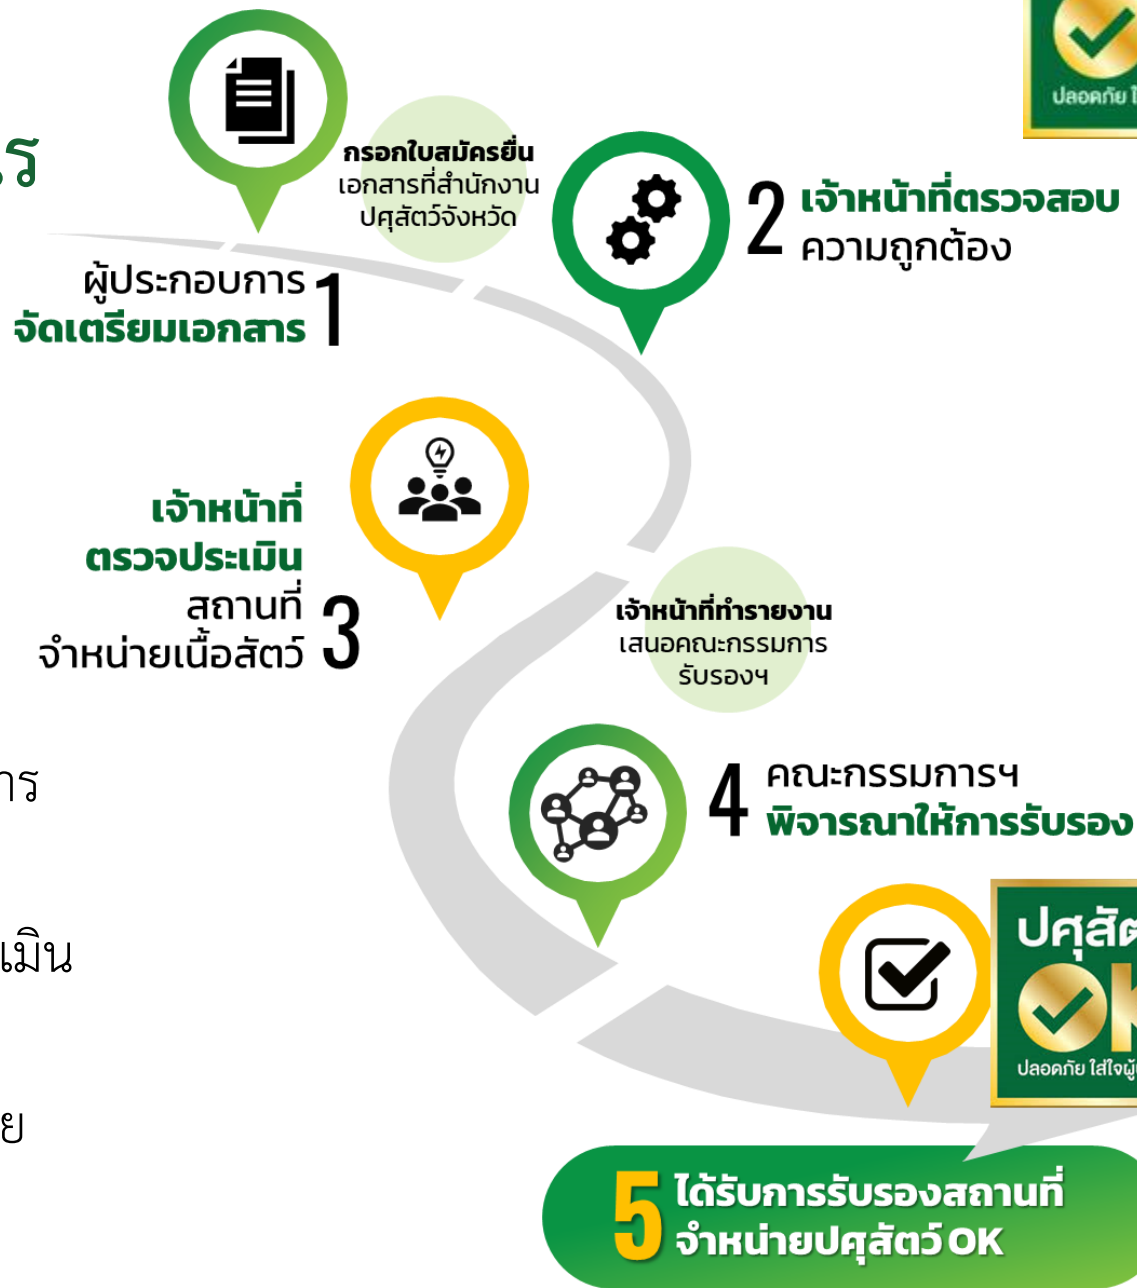 ปลอดภัย
กรอกใบสมัครยื่น
เอกสารที่สำนักงาน
ปศุสัตว์จังหวัด
ผู้ประกอบการ
จัดเตรียมเอกสาร
1
2
เจ้าหน้าที่ตรวจสอบ
ความถูกต้อง
เจ้าหน้าที่
ตรวจประเมิน
สถานที่
จำหน่ายเนื้อสัตว์
3
เจ้าหน้าที่ทำรายงาน
เสนอคณะกรรมการ
รับรองฯ
4
คณะกรรมการฯ
พิจารณาให้การรับรอง
ปลอดภัย ใส่ใจ
5
ได้รับการรับรองสถานที่
จำหน่ายปศุสัตว์ OK